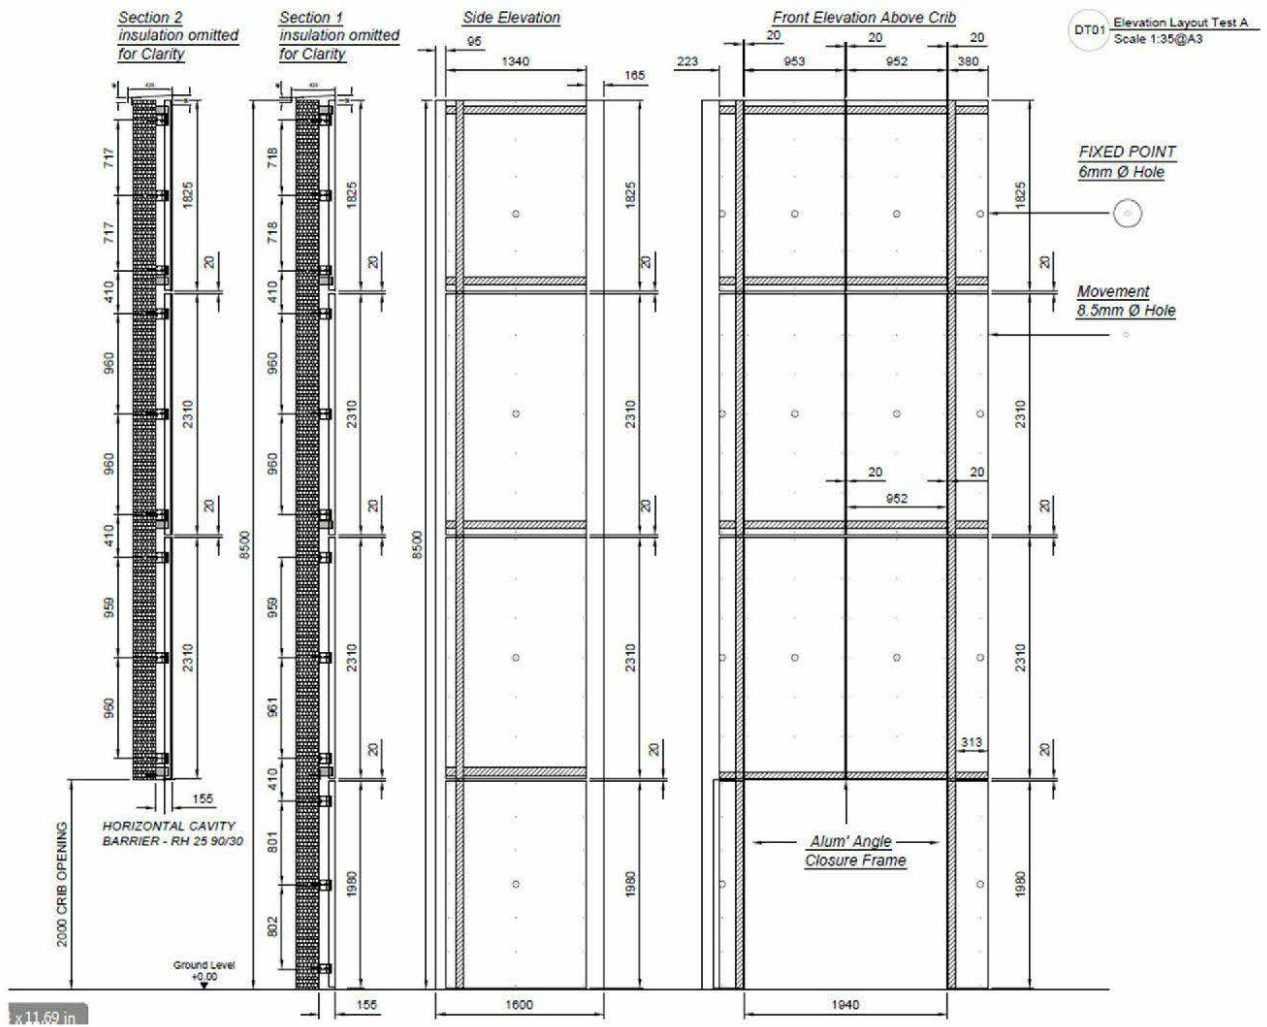 Section 2
insulation omitted
for Clarity
Section 1
insulation omitted
for Clarity
Side Elevation
Front Elevation Above Crib
DT01
Elevation Layout Test A
Scale 1:35@A3
95
1340
165
20
20
20
223
953
952
380
717
717
410
960
960
410
959
960
1825
20
2310
20
2310
155
HORIZONTAL CAVITY
BARRIER - RH 25 90/30
2000 CRIB OPENING
Ground Level
+0.00
8500
718
718
410
960
960
959
961
410
801
802
1825
20
2310
20
2310
20
1980
155
8500
1825
20
2310
20
2310
20
1980
1600
20
20
952
313
Alum' Angle
Closure Frame
1940
1825
20
2310
20
2310
20
1980
FIXED POINT
6mm Ø Hole
Movement
8.5mm Ø Hole
x 11.69 in